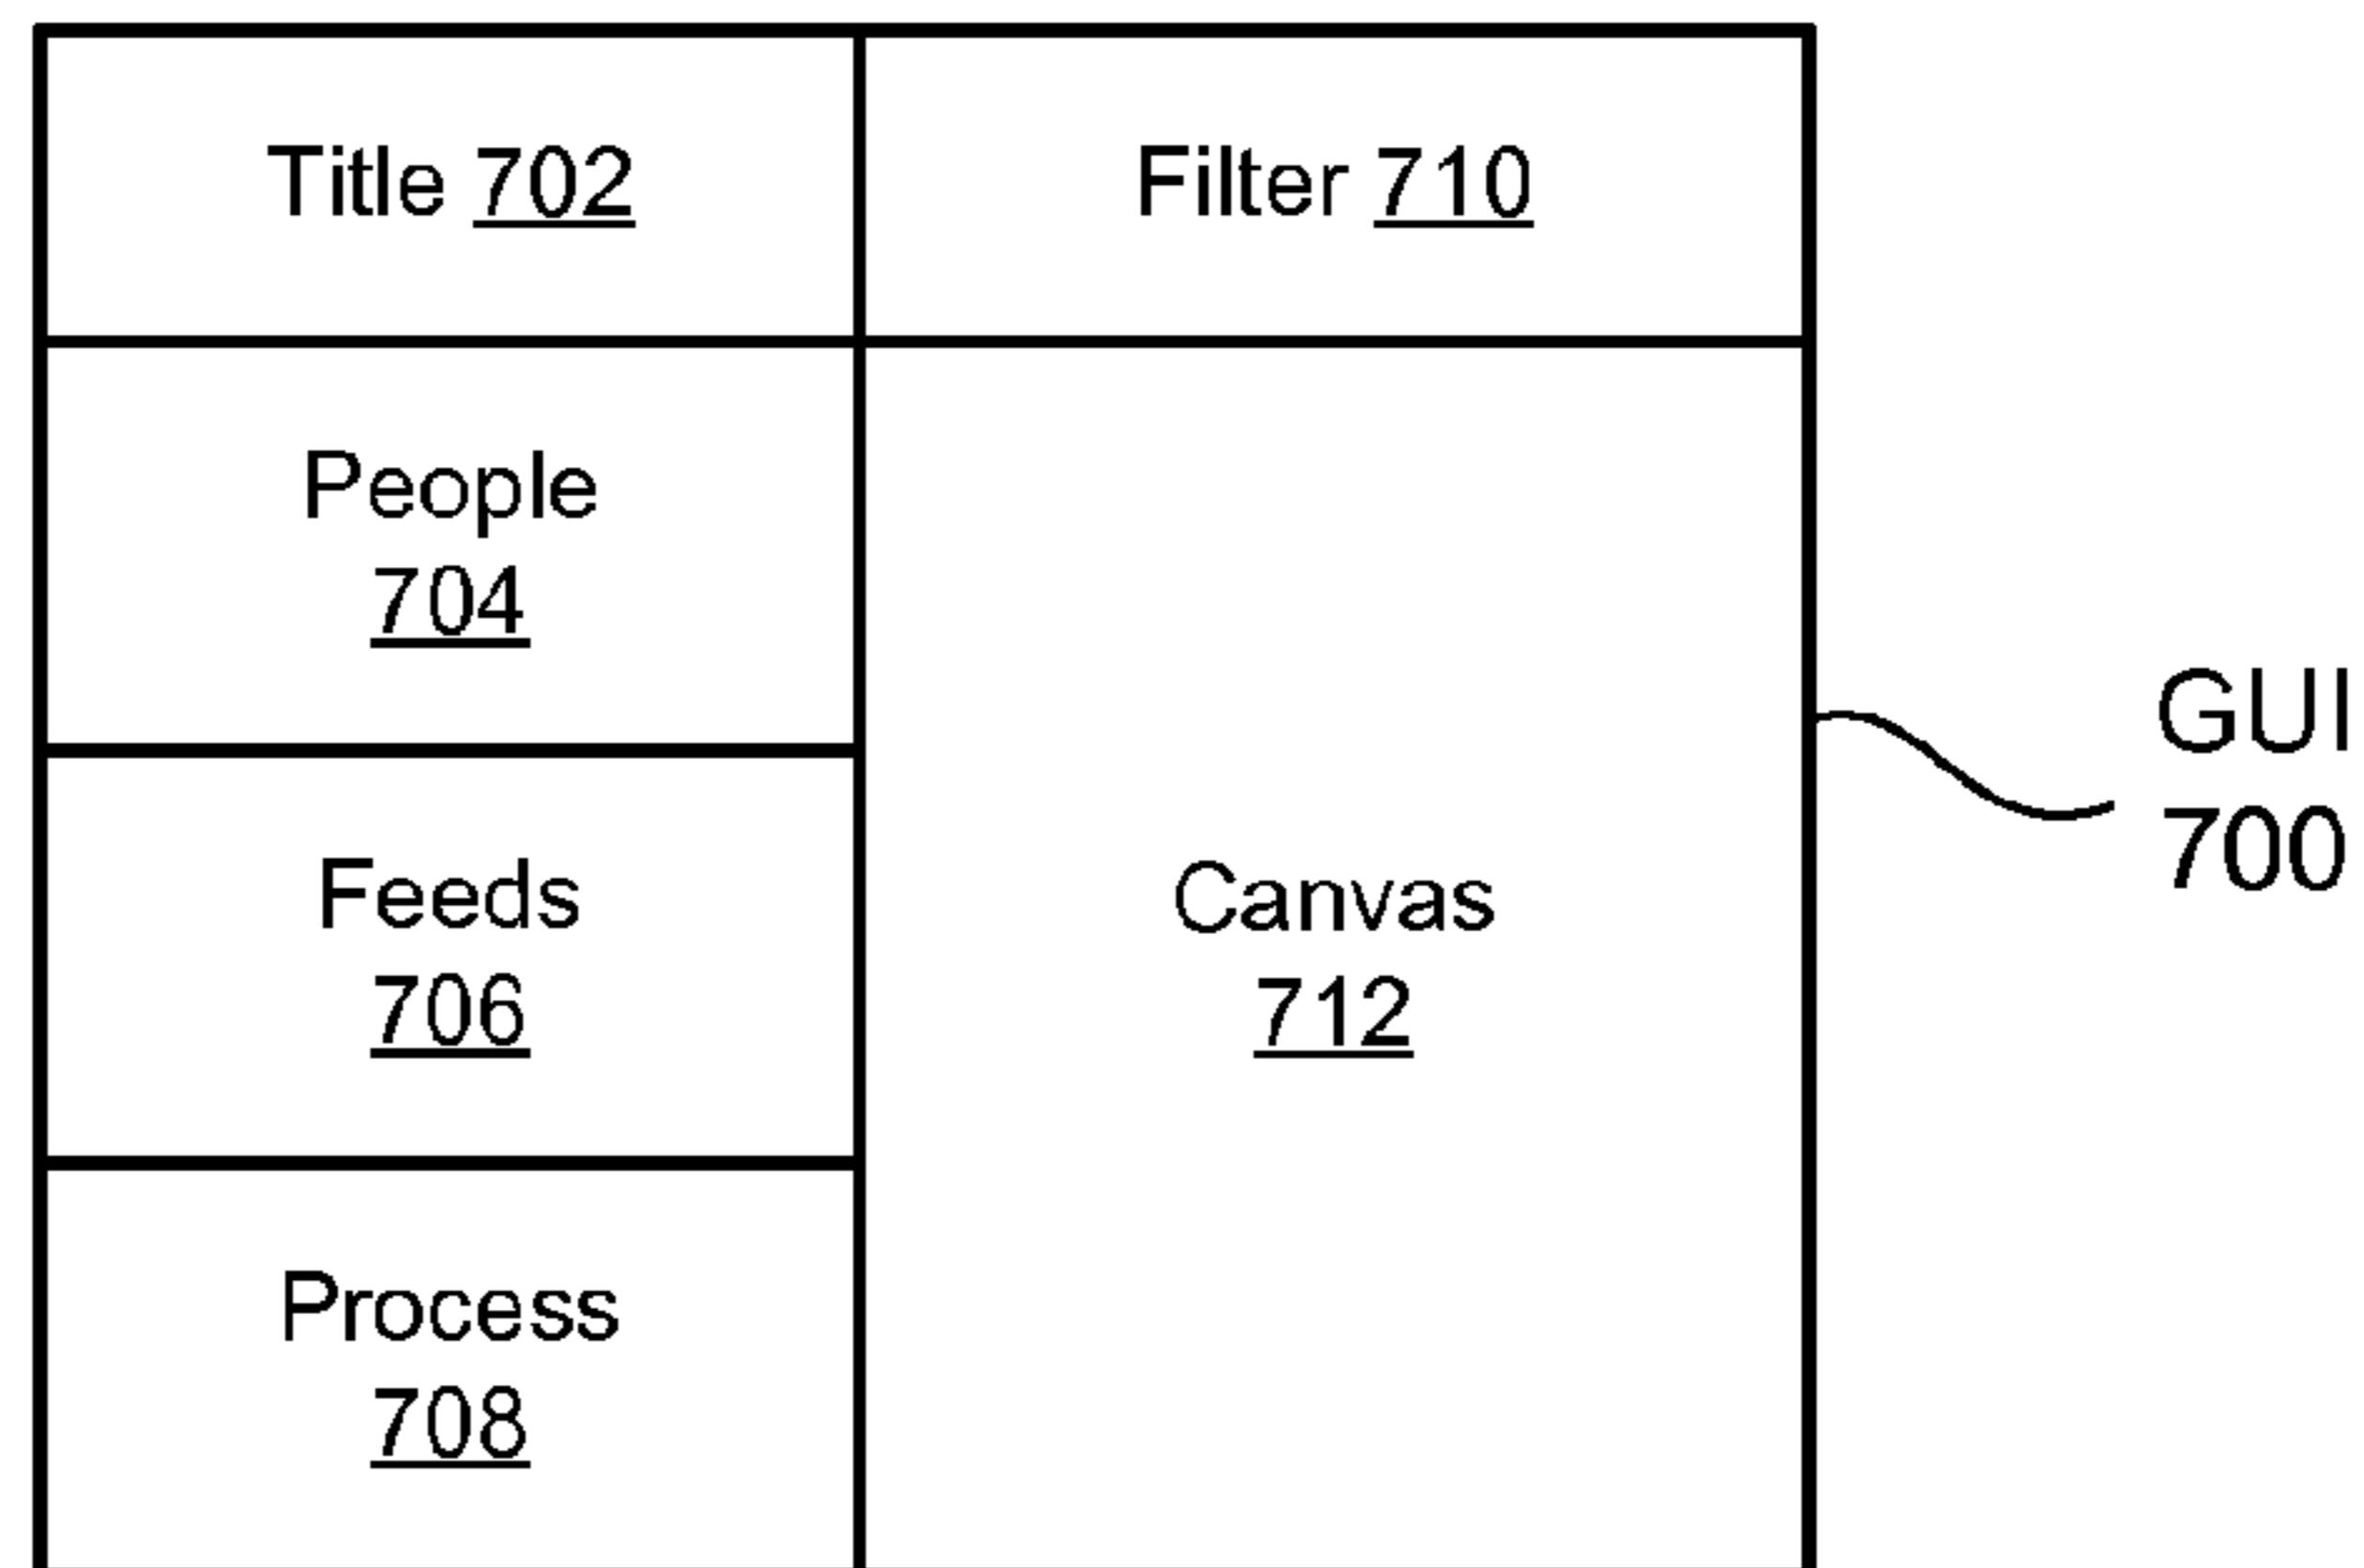 Title 702
Filter 710
People
704
Feeds
706
Process
708
Canvas
712
GUI
700